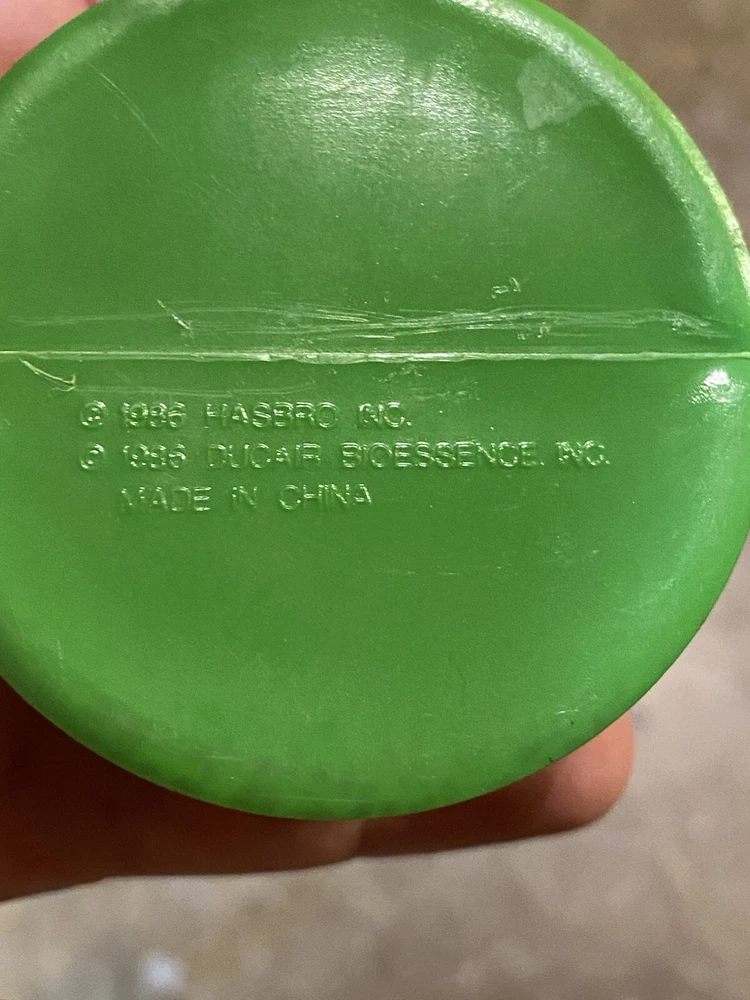 © 1986 HASBRO INC.
© 1986 DUCAIR BIOESSENCE. INC.
MADE IN CHINA